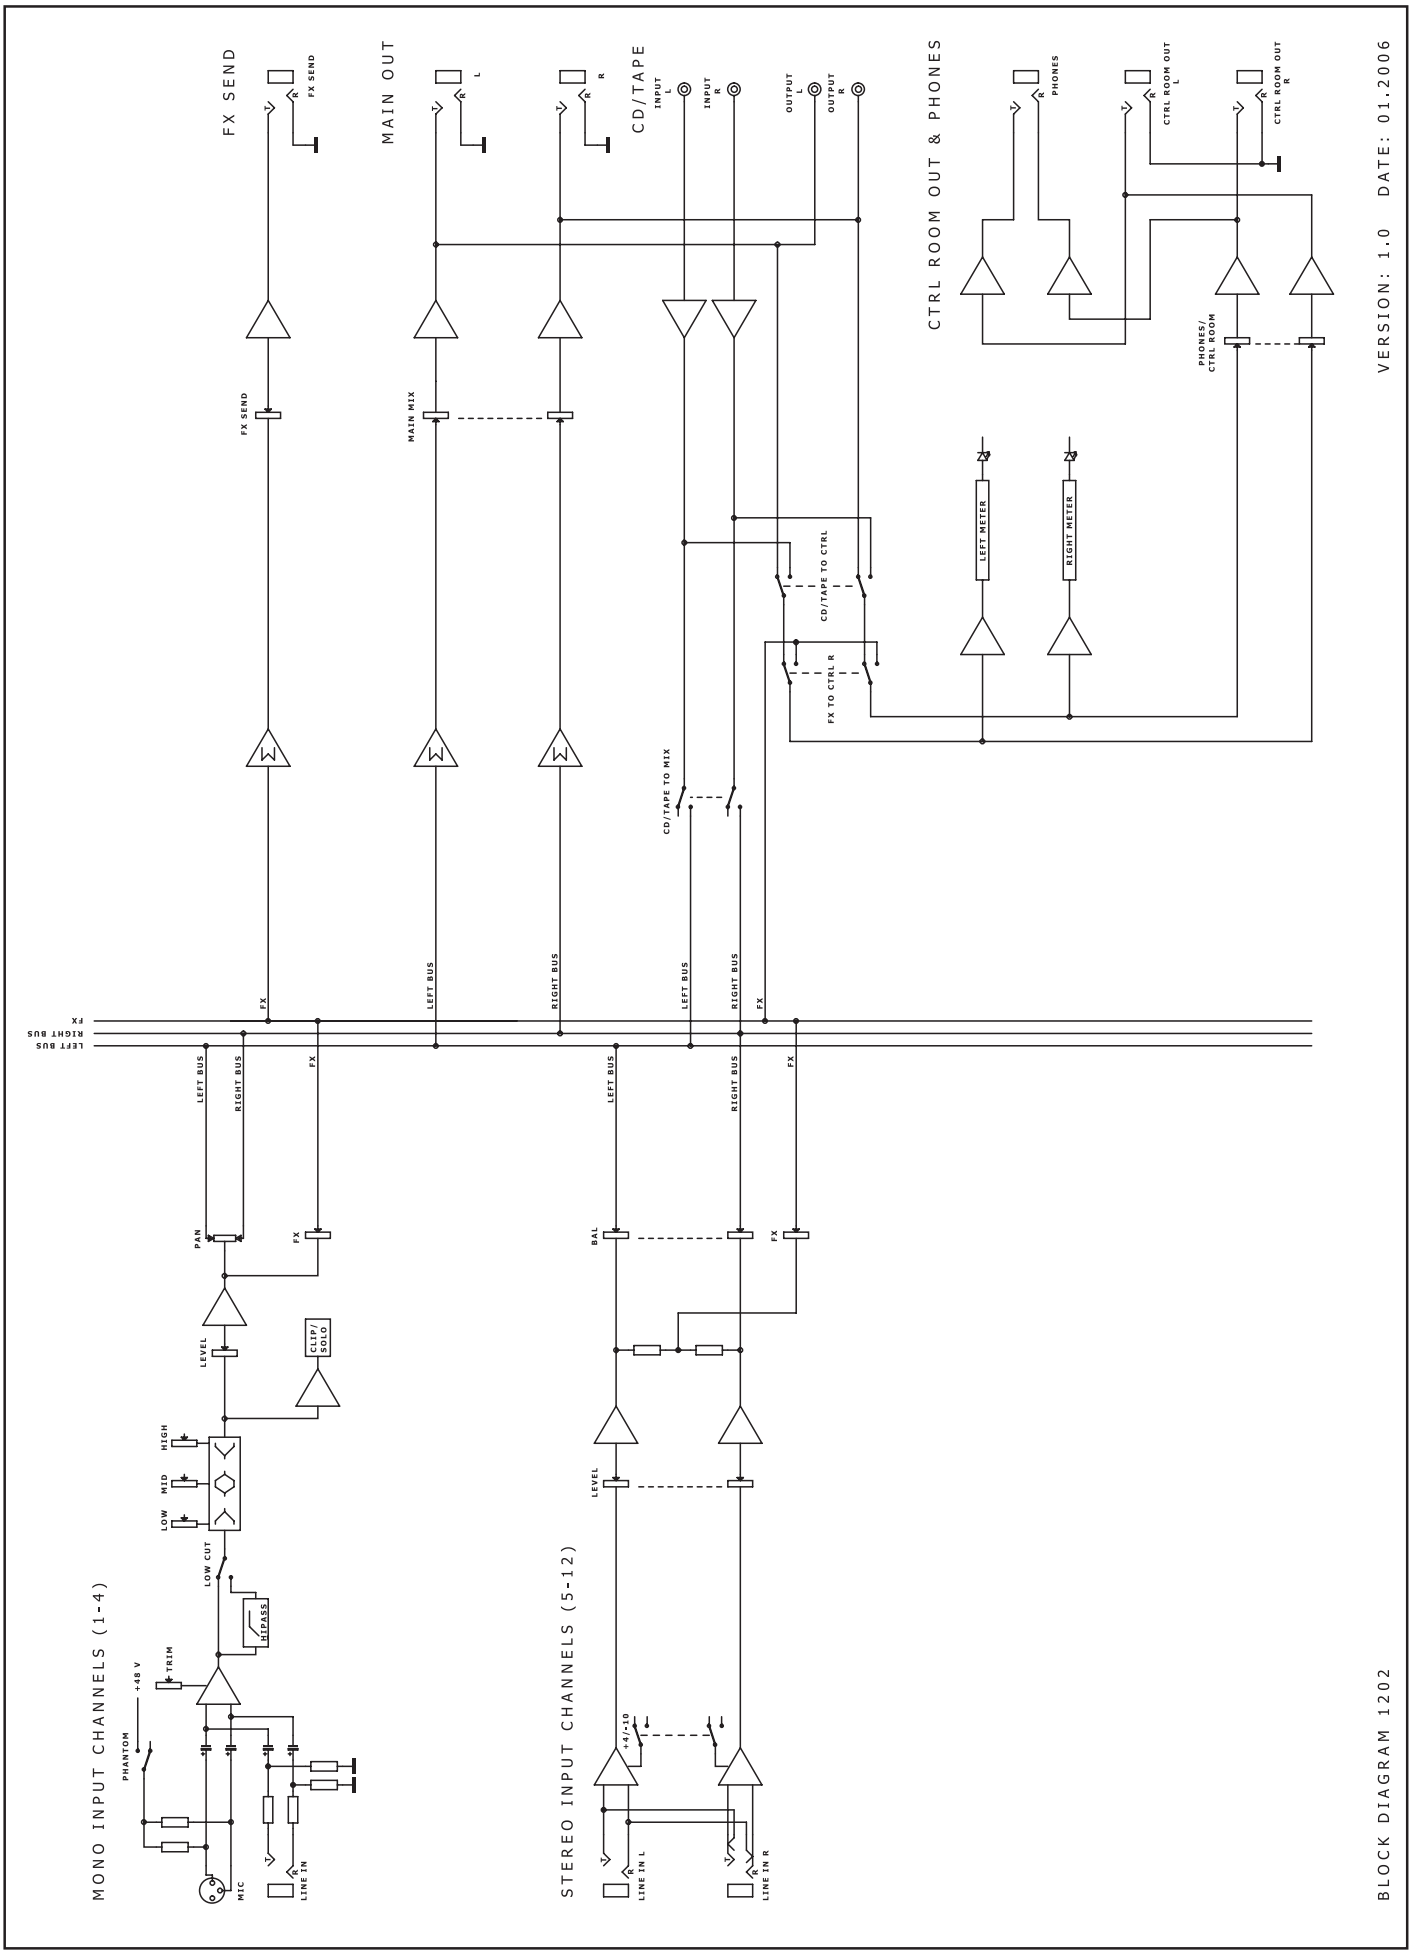 MONO INPUT CHANNELS (1-4)
PHANTOM
+48 V
TRIM
MIC
LINE IN
T
R
+
+
+
+
HIPASS
LOW CUT
LOW
MID
HIGH
LEVEL
CLIP/
SOLO
PAN
FX
LEFT BUS
RIGHT BUS
FX
STEREO INPUT CHANNELS (5-12)
LINE IN L
T
R
LINE IN R
T
R
+4/-10
LEVEL
BAL
FX
LEFT BUS
RIGHT BUS
FX
LEFT BUS
RIGHT BUS
FX
FX
LEFT BUS
RIGHT BUS
LEFT BUS
RIGHT BUS
FX
Σ
Σ
Σ
FX SEND
FX SEND
T
R
FX SEND
MAIN MIX
MAIN OUT
T
R
L
T
R
R
CD/TAPE
INPUT
L
INPUT
R
OUTPUT
L
OUTPUT
R
CD/TAPE TO MIX
FX TO CTRL R
CD/TAPE TO CTRL
LEFT METER
RIGHT METER
CTRL ROOM OUT & PHONES
PHONES/
CTRL ROOM
T
R
PHONES
T
R
CTRL ROOM OUT
L
T
R
CTRL ROOM OUT
R
BLOCK DIAGRAM 1202
VERSION: 1.0 DATE: 01.2006